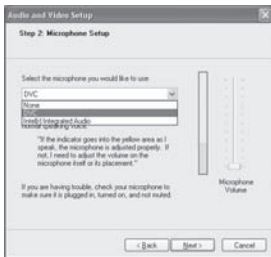 Audio and Video Setup
Step 2: Microphone Setup
Select the microphone you would like to use
DVC
None
DVC
Intel(r) Integrated Audio
normal speaking voice.
"If the indicator goes into the yellow area as I
speak, the microphone is adjusted properly. If
not, I need to adjust the volume on the
microphone itself or its placement."
If you are having trouble, check your microphone to
make sure it is plugged in, turned on, and not muted.
Microphone
Volume
< Back
Next >
Cancel